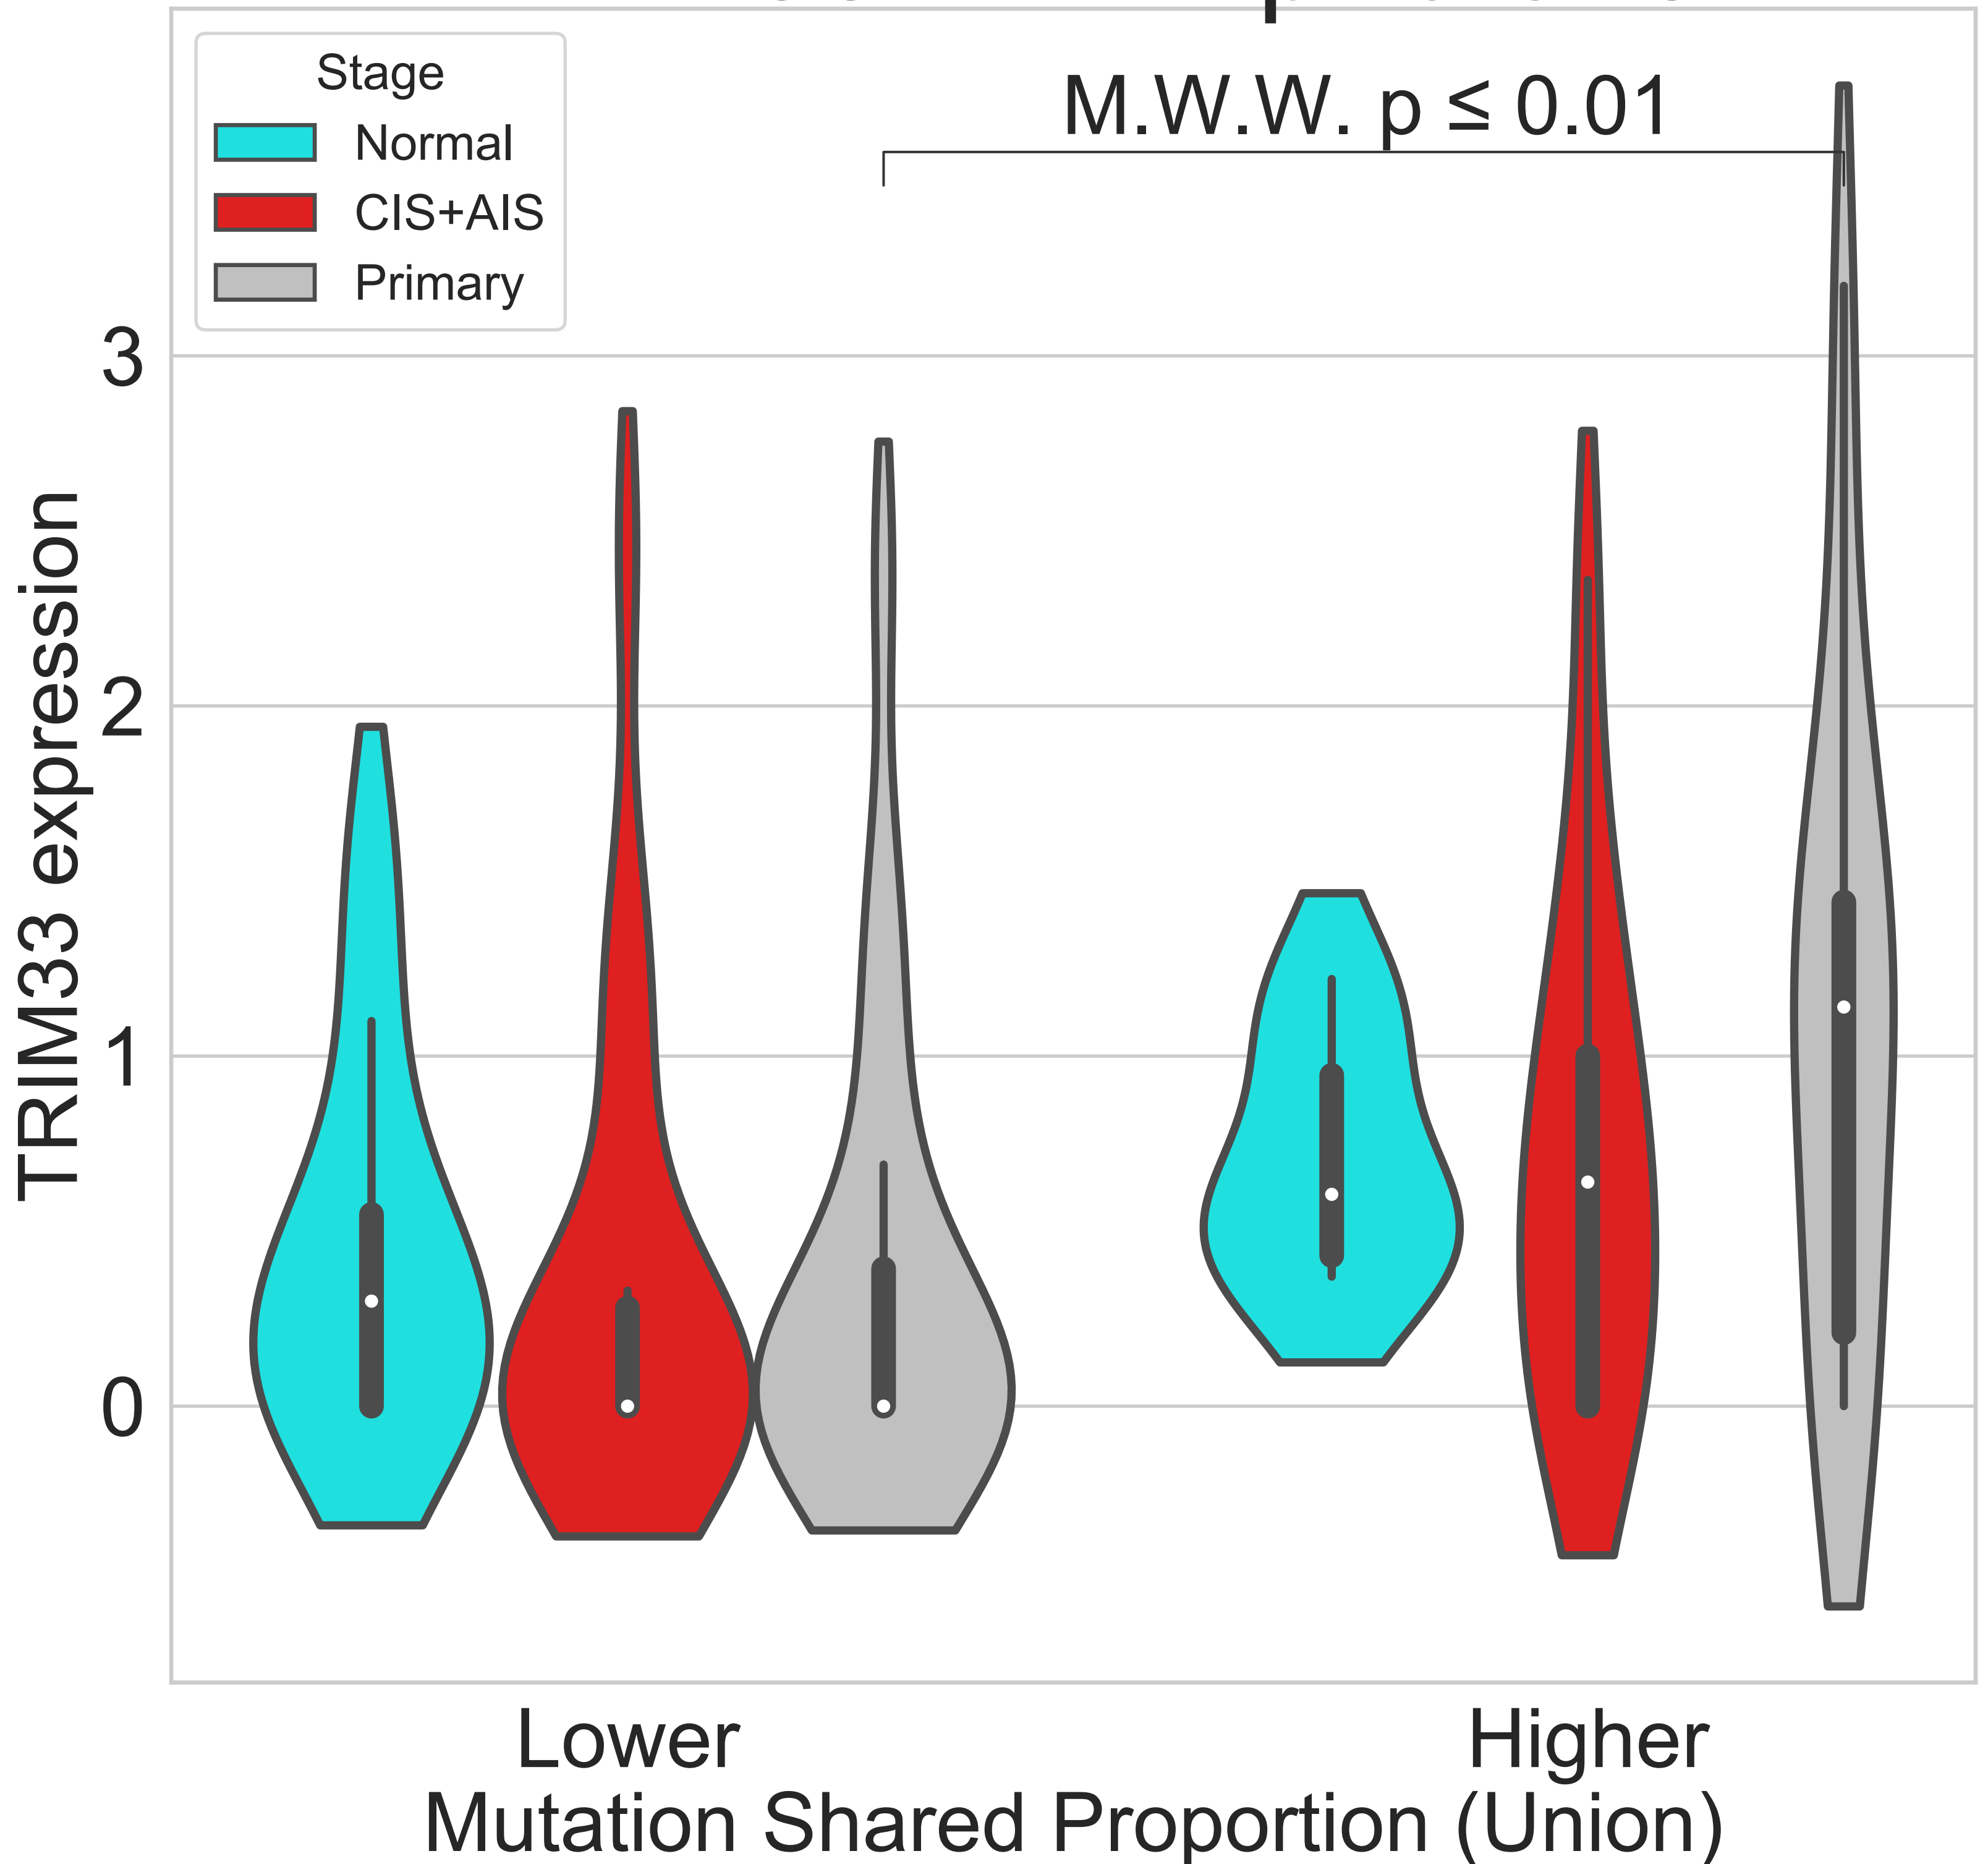 M.W.W. p ≤ 0.01
Stage
Normal
CIS+AIS
Primary
TRIM33 expression
3
2
1
0
Lower
Higher
Mutation Shared Proportion (Union)